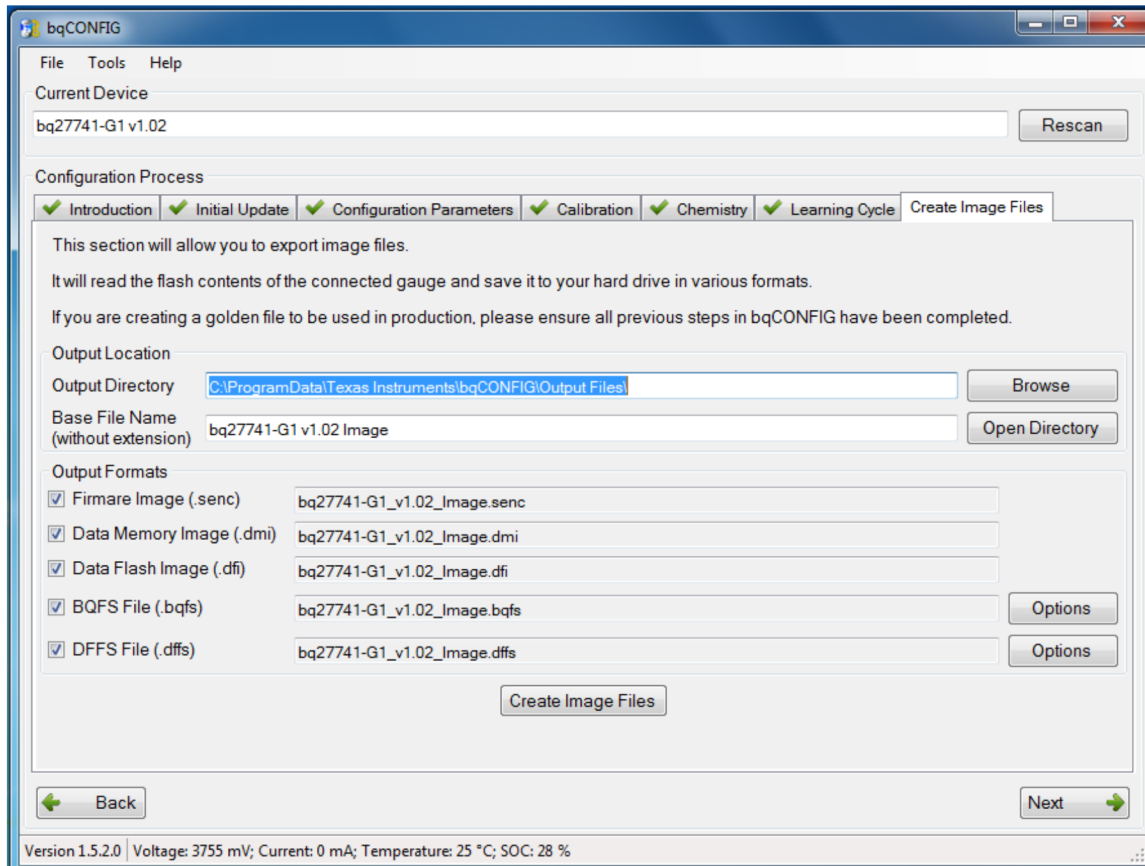 bqCONFIG
File Tools Help
Current Device
bq27741-G1 v1.02
Rescan
Configuration Process
Introduction Initial Update Configuration Parameters Calibration Chemistry Learning Cycle Create Image Files
This section will allow you to export image files.
It will read the flash contents of the connected gauge and save it to your hard drive in various formats.
If you are creating a golden file to be used in production, please ensure all previous steps in bqCONFIG have been completed.
Output Location
Output Directory C:\ProgramData\Texas Instruments\bqCONFIG\Output Files\ Browse
Base File Name
(without extension) bq27741-G1 v1.02 Image Open Directory
Output Formats
Firmare Image (.senc) bq27741-G1_v1.02_Image.senc
Data Memory Image (.dmi) bq27741-G1_v1.02_Image.dmi
Data Flash Image (.dfi) bq27741-G1_v1.02_Image.dfi
BQFS File (.bqfs) bq27741-G1_v1.02_Image.bqfs Options
DFFS File (.dffs) bq27741-G1_v1.02_Image.dffs Options
Create Image Files
Back Next
Version 1.5.2.0 Voltage: 3755 mV; Current: 0 mA; Temperature: 25 °C; SOC: 28 %